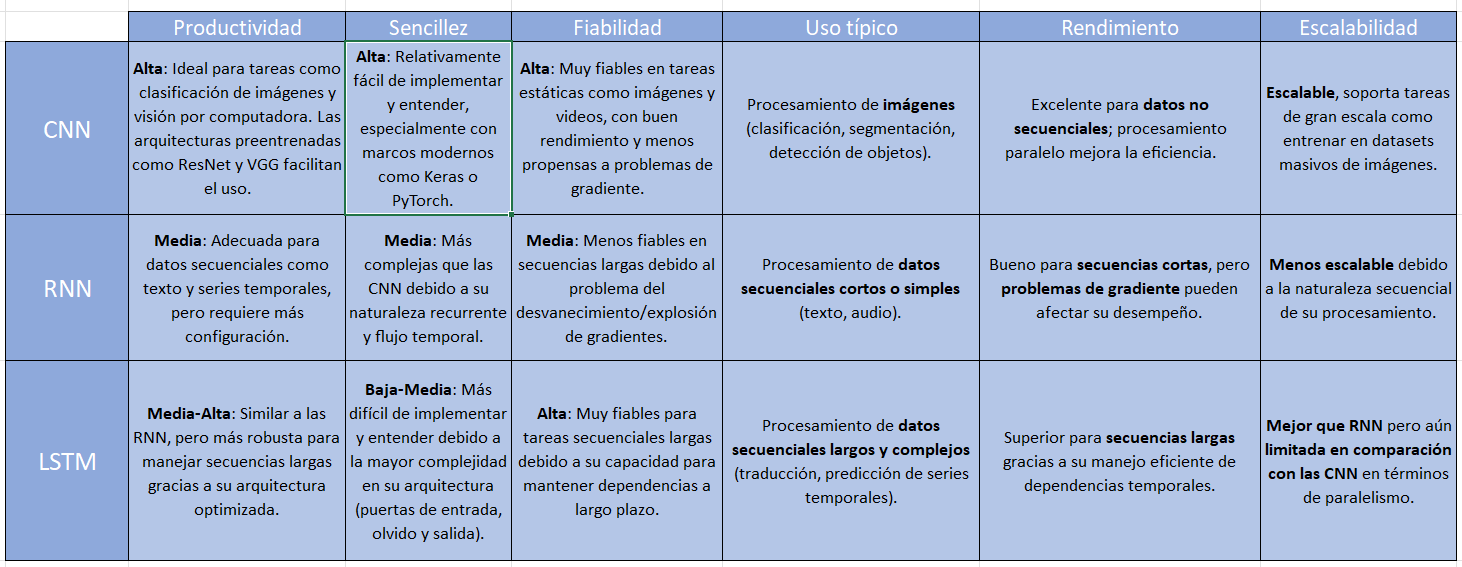 Productividad
Sencillez
Fiabilidad
Uso típico
Rendimiento
Escalabilidad
CNN
Alta: Ideal para tareas como
clasificación de imágenes y
visión por computadora. Las
arquitecturas preentrenadas
como ResNet y VGG facilitan
el uso.
Alta: Relativamente
fácil de implementar
y entender,
especialmente con
marcos modernos
como Keras o
PyTorch.
Alta: Muy fiables en tareas
estáticas como imágenes y
videos, con buen
rendimiento y menos
propensas a problemas de
gradiente.
Procesamiento de imágenes
(clasificación, segmentación,
detección de objetos).
Excelente para datos no
secuenciales; procesamiento
paralelo mejora la eficiencia.
Escalable, soporta tareas
de gran escala como
entrenar en datasets
masivos de imágenes.
RNN
Media: Adecuada para
datos secuenciales como
texto y series temporales,
pero requiere más
configuración.
Media: Más
complejas que las
CNN debido a su
naturaleza recurrente
y flujo temporal.
Media: Menos fiables en
secuencias largas debido al
problema del
desvanecimiento/explosión
de gradientes.
Procesamiento de datos
secuenciales cortos o simples
(texto, audio).
Bueno para secuencias cortas, pero
problemas de gradiente pueden
afectar su desempeño.
Menos escalable debido
a la naturaleza secuencial
de su procesamiento.
LSTM
Media-Alta: Similar a las
RNN, pero más robusta para
manejar secuencias largas
gracias a su arquitectura
optimizada.
Baja-Media: Más
difícil de implementar
y entender debido a
la mayor complejidad
en su arquitectura
(puertas de entrada,
olvido y salida).
Alta: Muy fiables para
tareas secuenciales largas
debido a su capacidad para
mantener dependencias a
largo plazo.
Procesamiento de datos
secuenciales largos y complejos
(traducción, predicción de series
temporales).
Superior para secuencias largas
gracias a su manejo eficiente de
dependencias temporales.
Mejor que RNN pero aún
limitada en comparación
con las CNN en términos
de paralelismo.